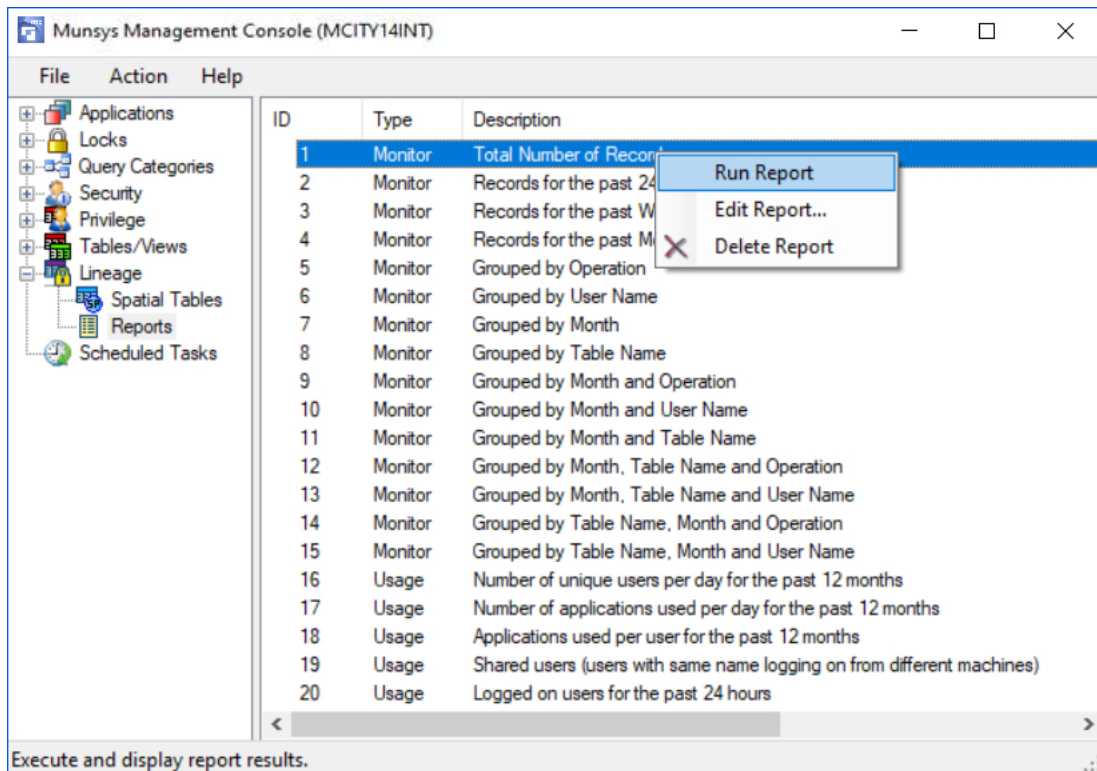 Munsys Management Console (MCITY14INT)
File Action Help
Applications
Locks
Query Categories
Security
Privilege
Tables/Views
Lineage
Spatial Tables
Reports
Scheduled Tasks
ID Type Description
1 Monitor Total Number of
2 Monitor Records for the past 24
3 Monitor Records for the past
4 Monitor Records for the past
5 Monitor Grouped by Operation
6 Monitor Grouped by User Name
7 Monitor Grouped by Month
8 Monitor Grouped by Table Name
9 Monitor Grouped by Month and Operation
10 Monitor Grouped by Month and User Name
11 Monitor Grouped by Month and Table Name
12 Monitor Grouped by Month, Table Name and Operation
13 Monitor Grouped by Month, Table Name and User Name
14 Monitor Grouped by Table Name, Month and Operation
15 Monitor Grouped by Table Name, Month and User Name
16 Usage Number of unique users per day for the past 12 months
17 Usage Number of applications used per day for the past 12 months
18 Usage Applications used per user for the past 12 months
19 Usage Shared users (users with same name logging on from different machines)
20 Usage Logged on users for the past 24 hours
Run Report
Edit Report...
Delete Report
Execute and display report results.